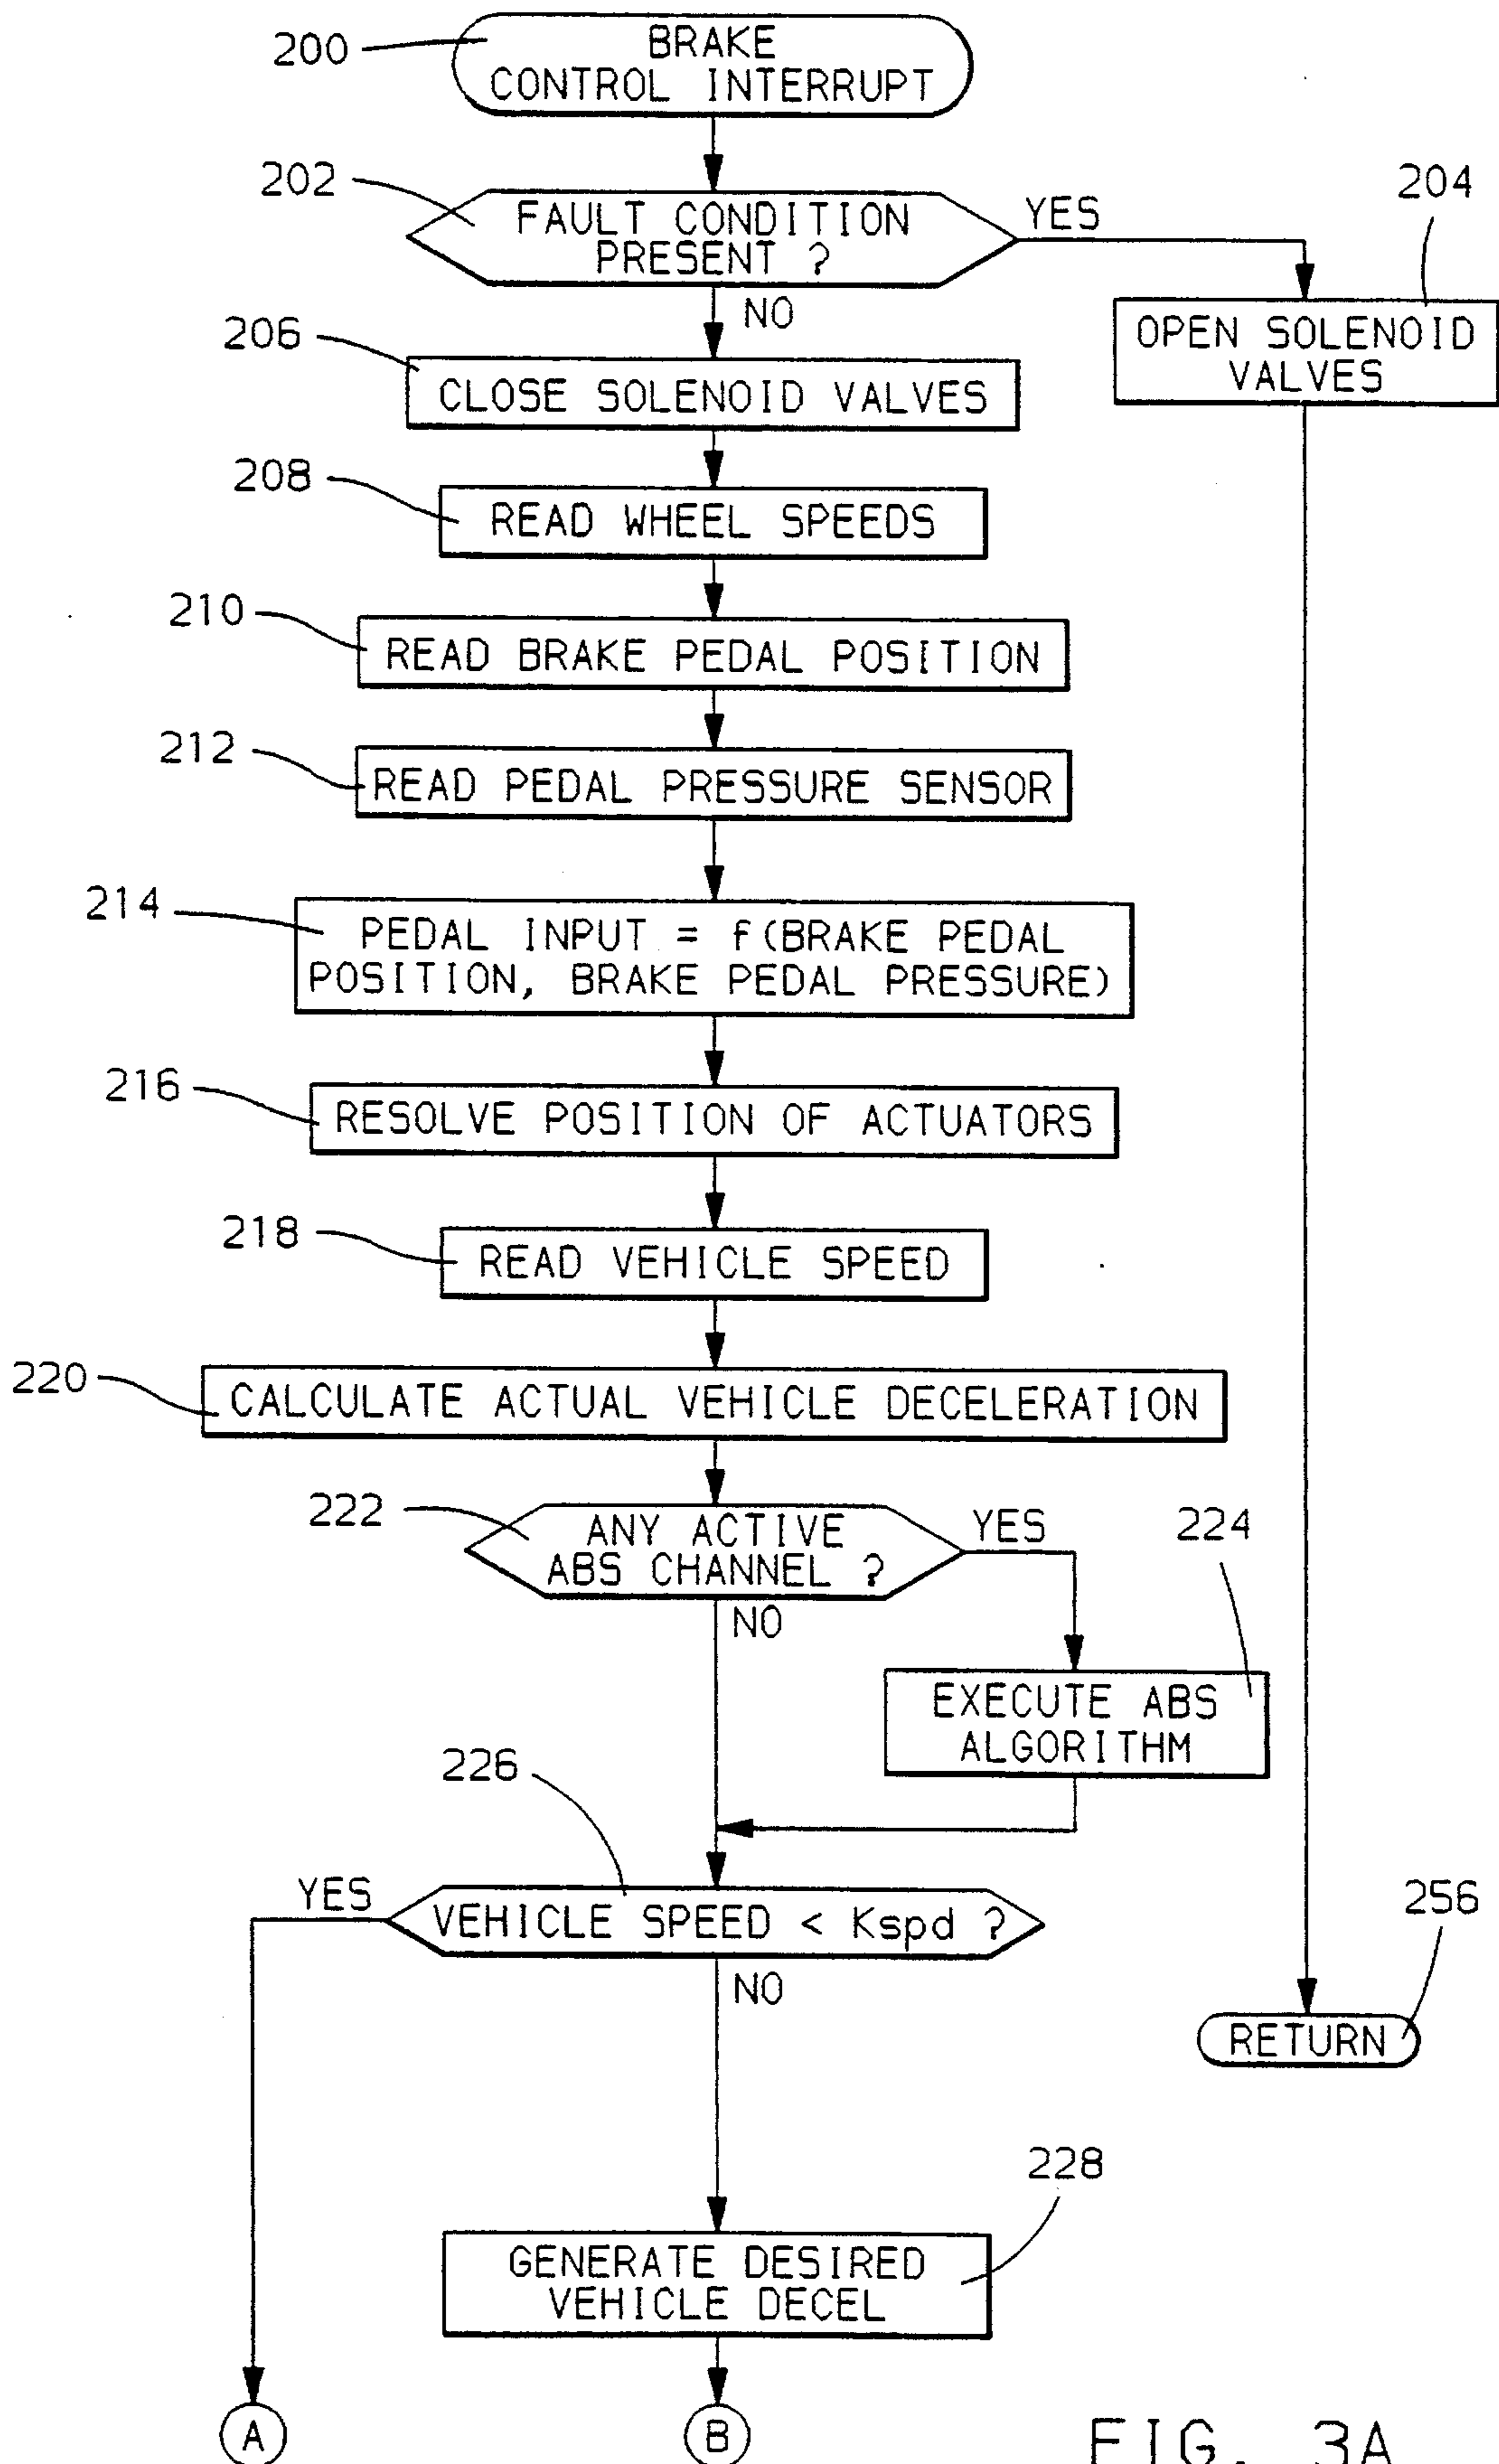 200
BRAKE
CONTROL INTERRUPT
202
FAULT CONDITION
PRESENT ?
YES
204
NO
OPEN SOLENOID
VALVES
206
CLOSE SOLENOID VALVES
208
READ WHEEL SPEEDS
210
READ BRAKE PEDAL POSITION
212
READ PEDAL PRESSURE SENSOR
214
PEDAL INPUT = f(BRAKE PEDAL
POSITION, BRAKE PEDAL PRESSURE)
216
RESOLVE POSITION OF ACTUATORS
218
READ VEHICLE SPEED
220
CALCULATE ACTUAL VEHICLE DECELERATION
222
ANY ACTIVE
ABS CHANNEL ?
YES
224
NO
EXECUTE ABS
ALGORITHM
226
YES
VEHICLE SPEED < Kspd ?
256
NO
RETURN
228
GENERATE DESIRED
VEHICLE DECEL
A
B
FIG. 3A